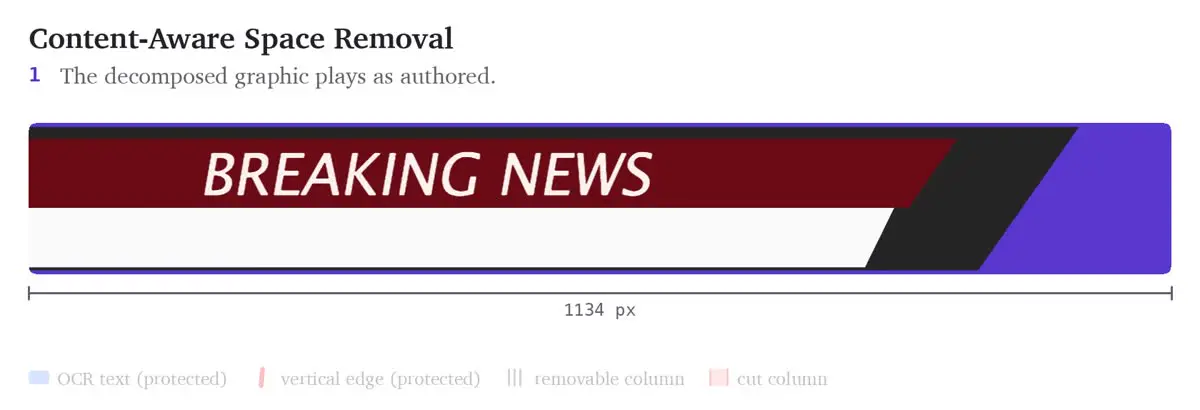 Content-Aware Space Removal
1 The decomposed graphic plays as authored.
BREAKING NEWS
1134 px
OCR text (protected) vertical edge (protected) removable column cut column